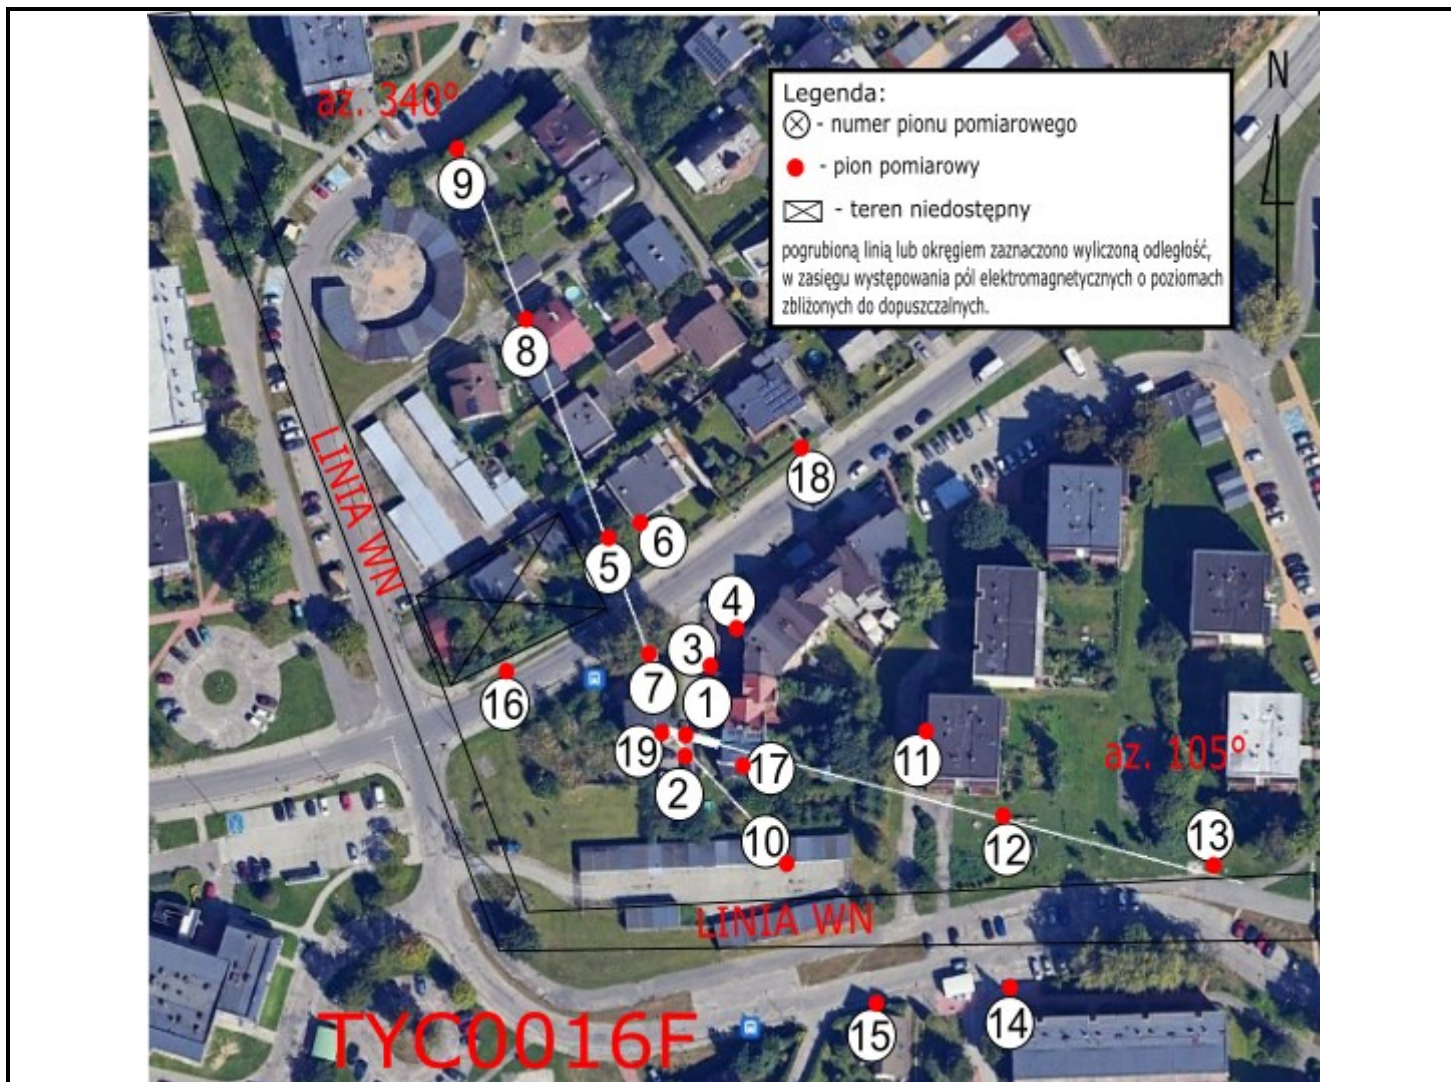 az. 340º
N
Legenda:
- numer pionu pomiarowego
- pion pomiarowy
- teren niedostępny
pogrubioną linią lub okręgiem zaznaczono wyliczoną odległość,
w zasięgu występowania pól elektromagnetycznych o poziomach
zbliżonych do dopuszczalnych.
9
8
18
LINIA WN
6
5
4
3
7
1
16
19
11
az. 105º
17
2
10
12
13
LINIA WN
14
15
TYC0016F